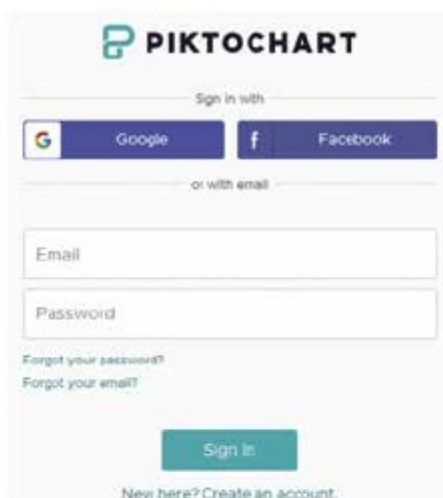 PIKTOCHART
Sign in with
G Google f Facebook
or with email
Email
Password
Forgot your password?
Forgot your email?
Sign In
New here? Create an account.